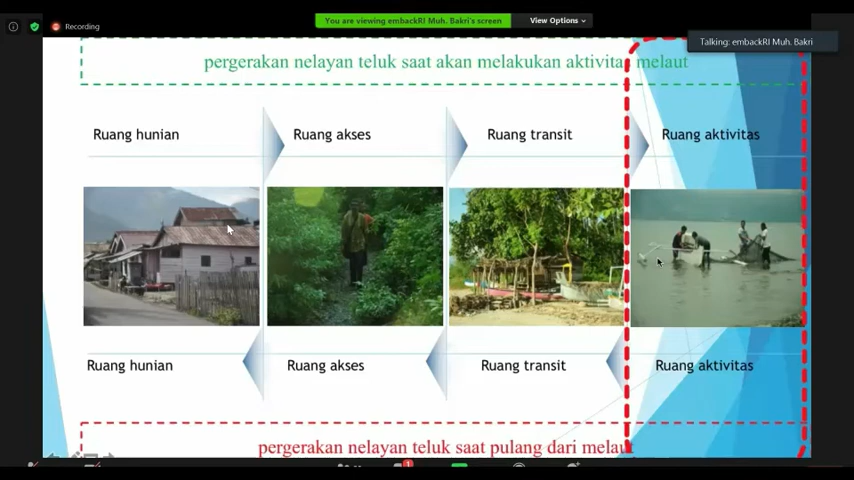 Recording
You are viewing embackRI Muh. Bakri's screen
View Options
Talking: embackRI Muh. Bakri
pergerakan nelayan teluk saat akan melakukan aktivitas melaut
Ruang hunian
Ruang akses
Ruang transit
Ruang aktivitas
Ruang hunian
Ruang akses
Ruang transit
Ruang aktivitas
pergerakan nelayan teluk saat pulang dari melaut
1